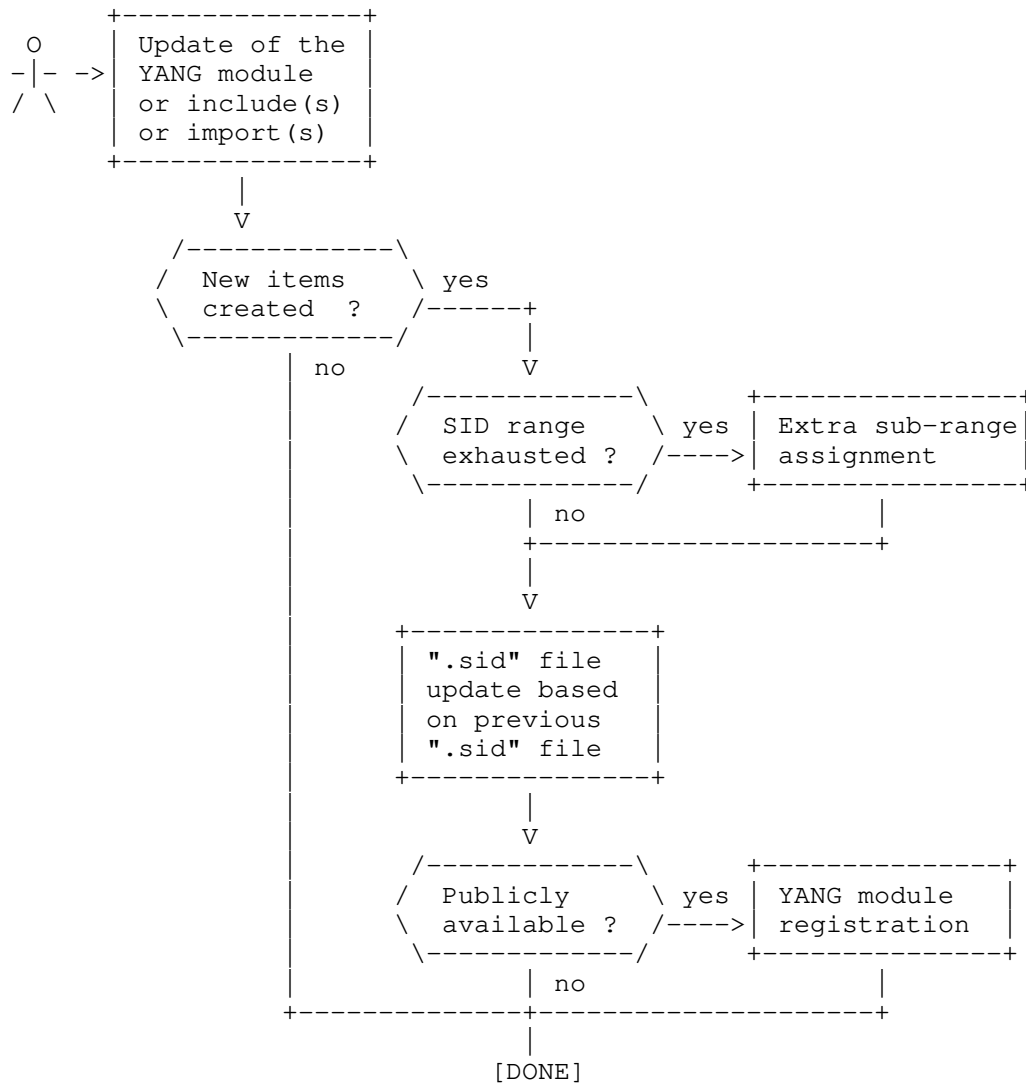 Update of the
YANG module
or include(s)
or import(s)
New items
created ?
yes
no
SID range
exhausted ?
yes
Extra sub-range
assignment
no
".sid" file
update based
on previous
".sid" file
Publicly
available ?
yes
YANG module
registration
no
[DONE]